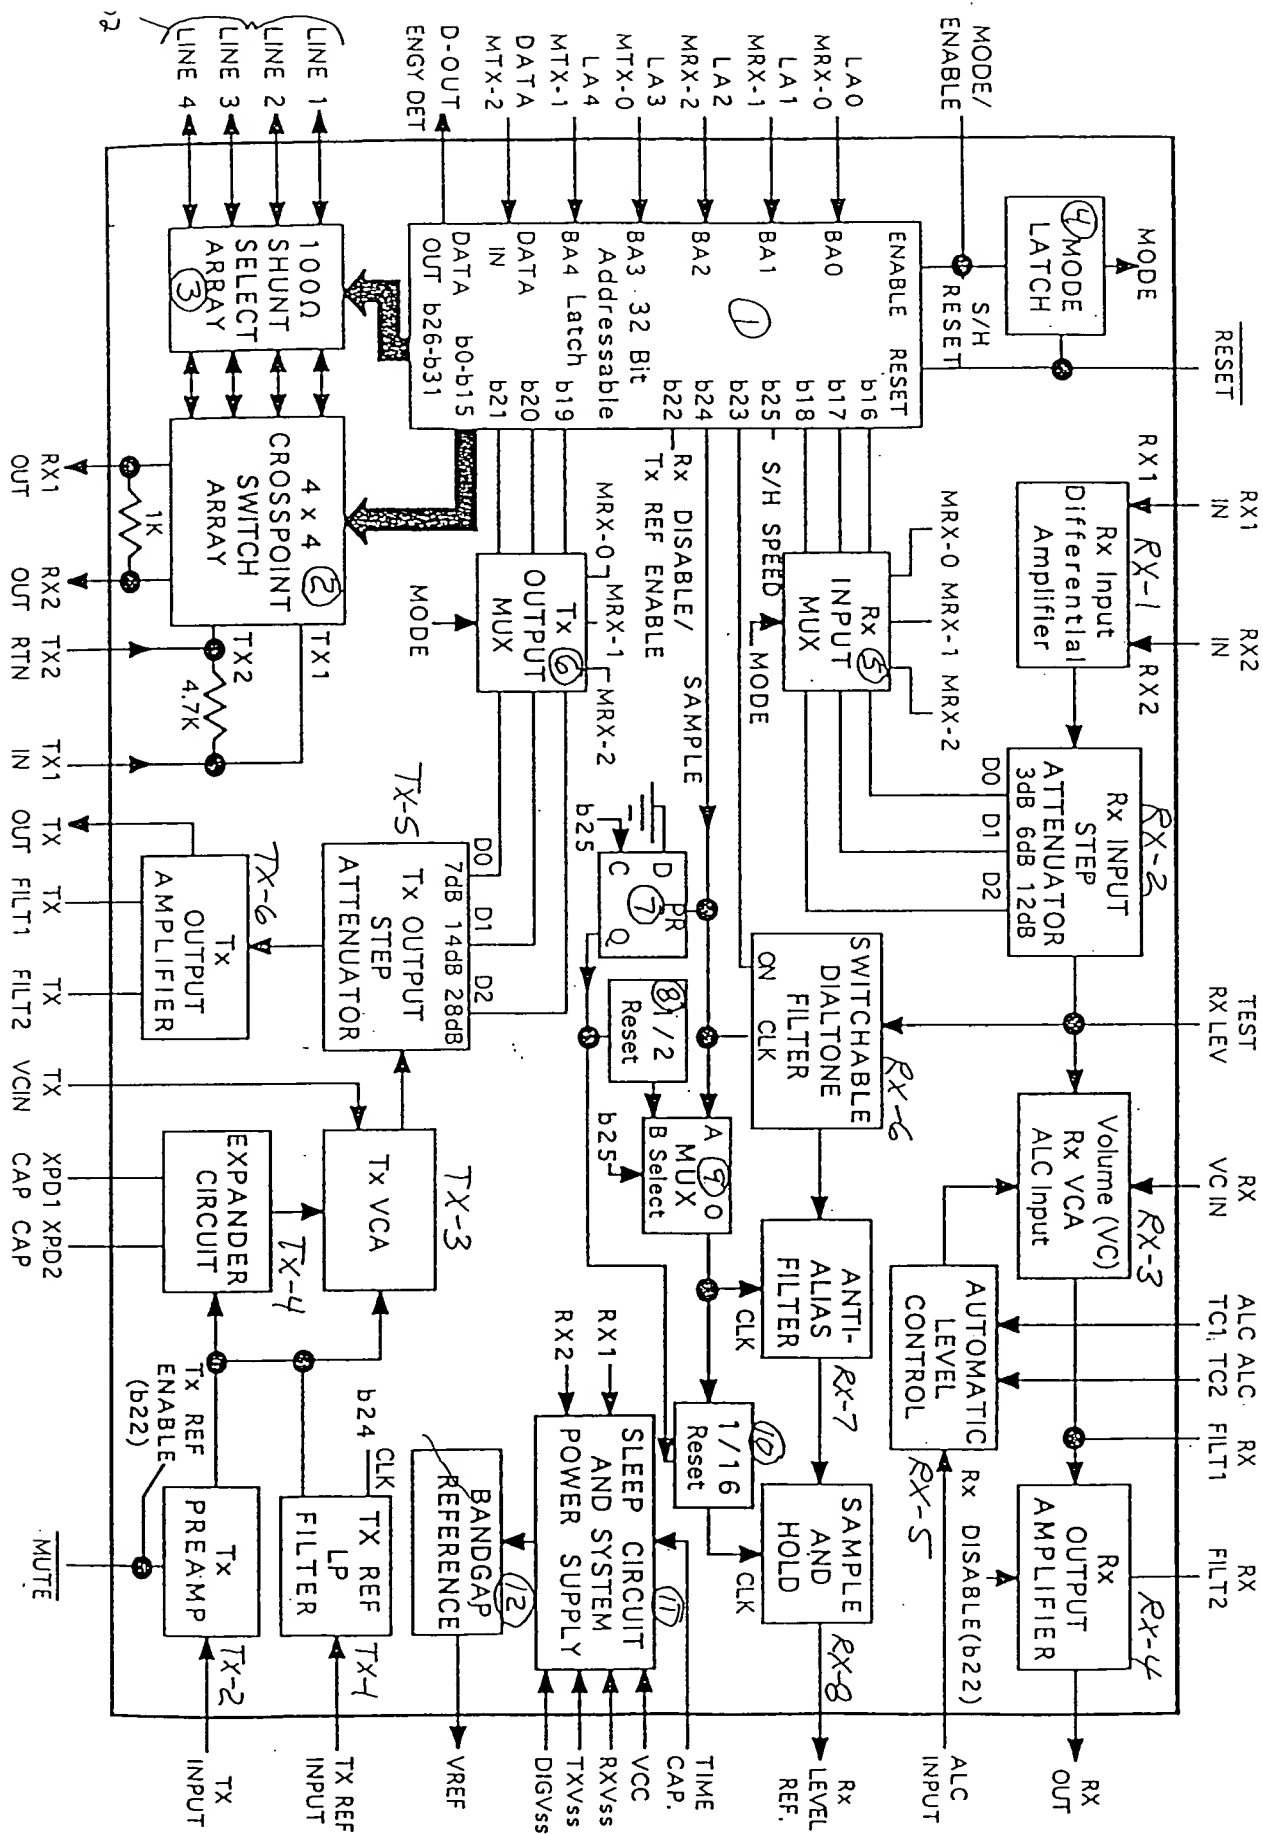 MODE/
ENABLE
LA0
MRX-0
LA1
MRX-1
LA2
MRX-2
LA3
MTX-0
LA4
MTX-1
DATA
MTX-2
D-OUT
ENGY DET
LINE 1
LINE 2
LINE 3
LINE 4
MODE
4 MODE
LATCH
RESET
S/H
RESET
ENABLE RESET
BA0
BA1
BA2
BA3 32 Bit
Addressable
BA4 Latch
DATA
IN
DATA b0-b15
OUT b26-b31
1
b16
b17
b18
b25
b23
b24
b22
b19
b20
b21
S/H SPEED
Rx DISABLE/
Tx REF ENABLE
100Ω
SHUNT
SELECT
ARRAY
3
4 x 4
CROSSPOINT
SWITCH
ARRAY
2
RX1
OUT
1K
RX2
OUT
TX2
RTN
TX1
IN
TX1
TX2
4.7K
RX1
IN
RX2
IN
RX1
RX2
Rx Input
Differential
Amplifier
RX-1
MRX-0 MRX-1 MRX-2
Rx
INPUT
MUX
5
MODE
MRX-0
MRX-1
MRX-2
Tx
OUTPUT
MUX
6
MODE
SAMPLE
Rx INPUT
STEP
ATTENUATOR
3dB 6dB 12dB
D0 D1 D2
TEST
RX LEV
D
C
PR
Q
7
b25
SWITCHABLE
DIALTONE
FILTER
ON CLK
RX-6
8
1/2
Reset
A
MUX
O
B Select
9
b25
Tx OUTPUT
STEP
ATTENUATOR
7dB 14dB 28dB
D0 D1 D2
TX-5
Tx
OUTPUT
AMPLIFIER
TX-6
TX
OUT
TX
FILT1
TX
FILT2
TX
VCIN
XPD1 XPD2
CAP CAP
Volume (VC)
Rx VCA
ALC Input
RX-3
RX
VC IN
ALC ALC
TC1 TC2
AUTOMATIC
LEVEL
CONTROL
RX-5
RX
FILT1
RX
FILT2
Rx
OUTPUT
AMPLIFIER
RX-4
Rx DISABLE(b22)
RX
OUT
ALC
INPUT
ANTI-
ALIAS
FILTER
RX-7
CLK
1/16
Reset
10
SAMPLE
AND
HOLD
RX-8
CLK
Rx
LEVEL
REF.
RX1
RX2
SLEEP CIRCUIT
AND SYSTEM
POWER SUPPLY
11
TIME
CAP.
VCC
RXVss
TXVss
DIGVss
BANDGAP
REFERENCE
12
VREF
Tx VCA
TX-3
EXPANDER
CIRCUIT
TX-4
b24 CLK
TX REF
LP
FILTER
TX-1
TX REF
INPUT
Tx REF
ENABLE
(b22)
Tx
PREAMP
TX-2
MUTE
TX
INPUT